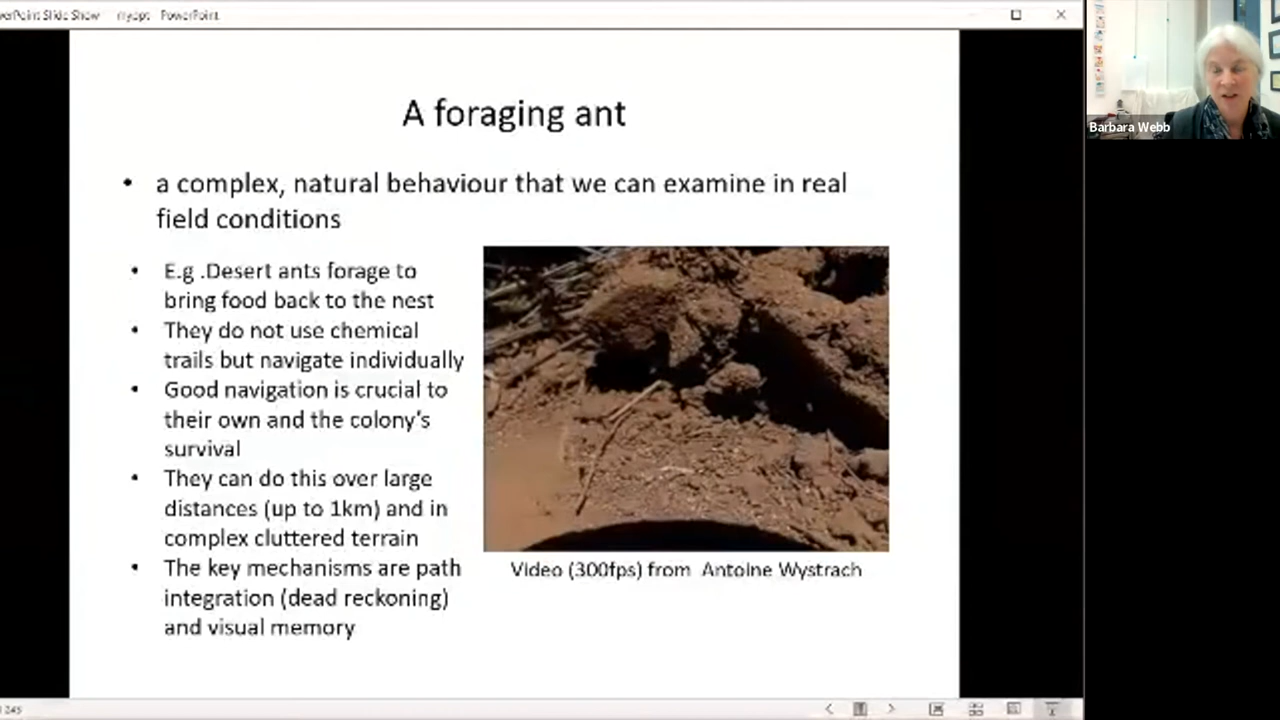 PowerPoint Slide Show - myppt - PowerPoint
Barbara Webb
A foraging ant
• a complex, natural behaviour that we can examine in real
field conditions
• E.g .Desert ants forage to
bring food back to the nest
• They do not use chemical
trails but navigate individually
• Good navigation is crucial to
their own and the colony's
survival
• They can do this over large
distances (up to 1km) and in
complex cluttered terrain
• The key mechanisms are path
integration (dead reckoning)
and visual memory
Video (300fps) from Antoine Wystrach